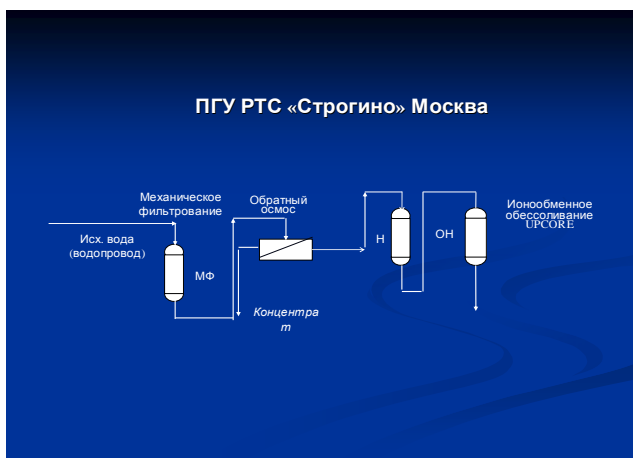 ПГУ РТС «Строгино» Москва
Механическое
фильтрование
Обратный
осмос
Ионообменное
обессоливание
UPCORE
Исх. вода
(водопровод)
МФ
Н
ОН
Концентра
т